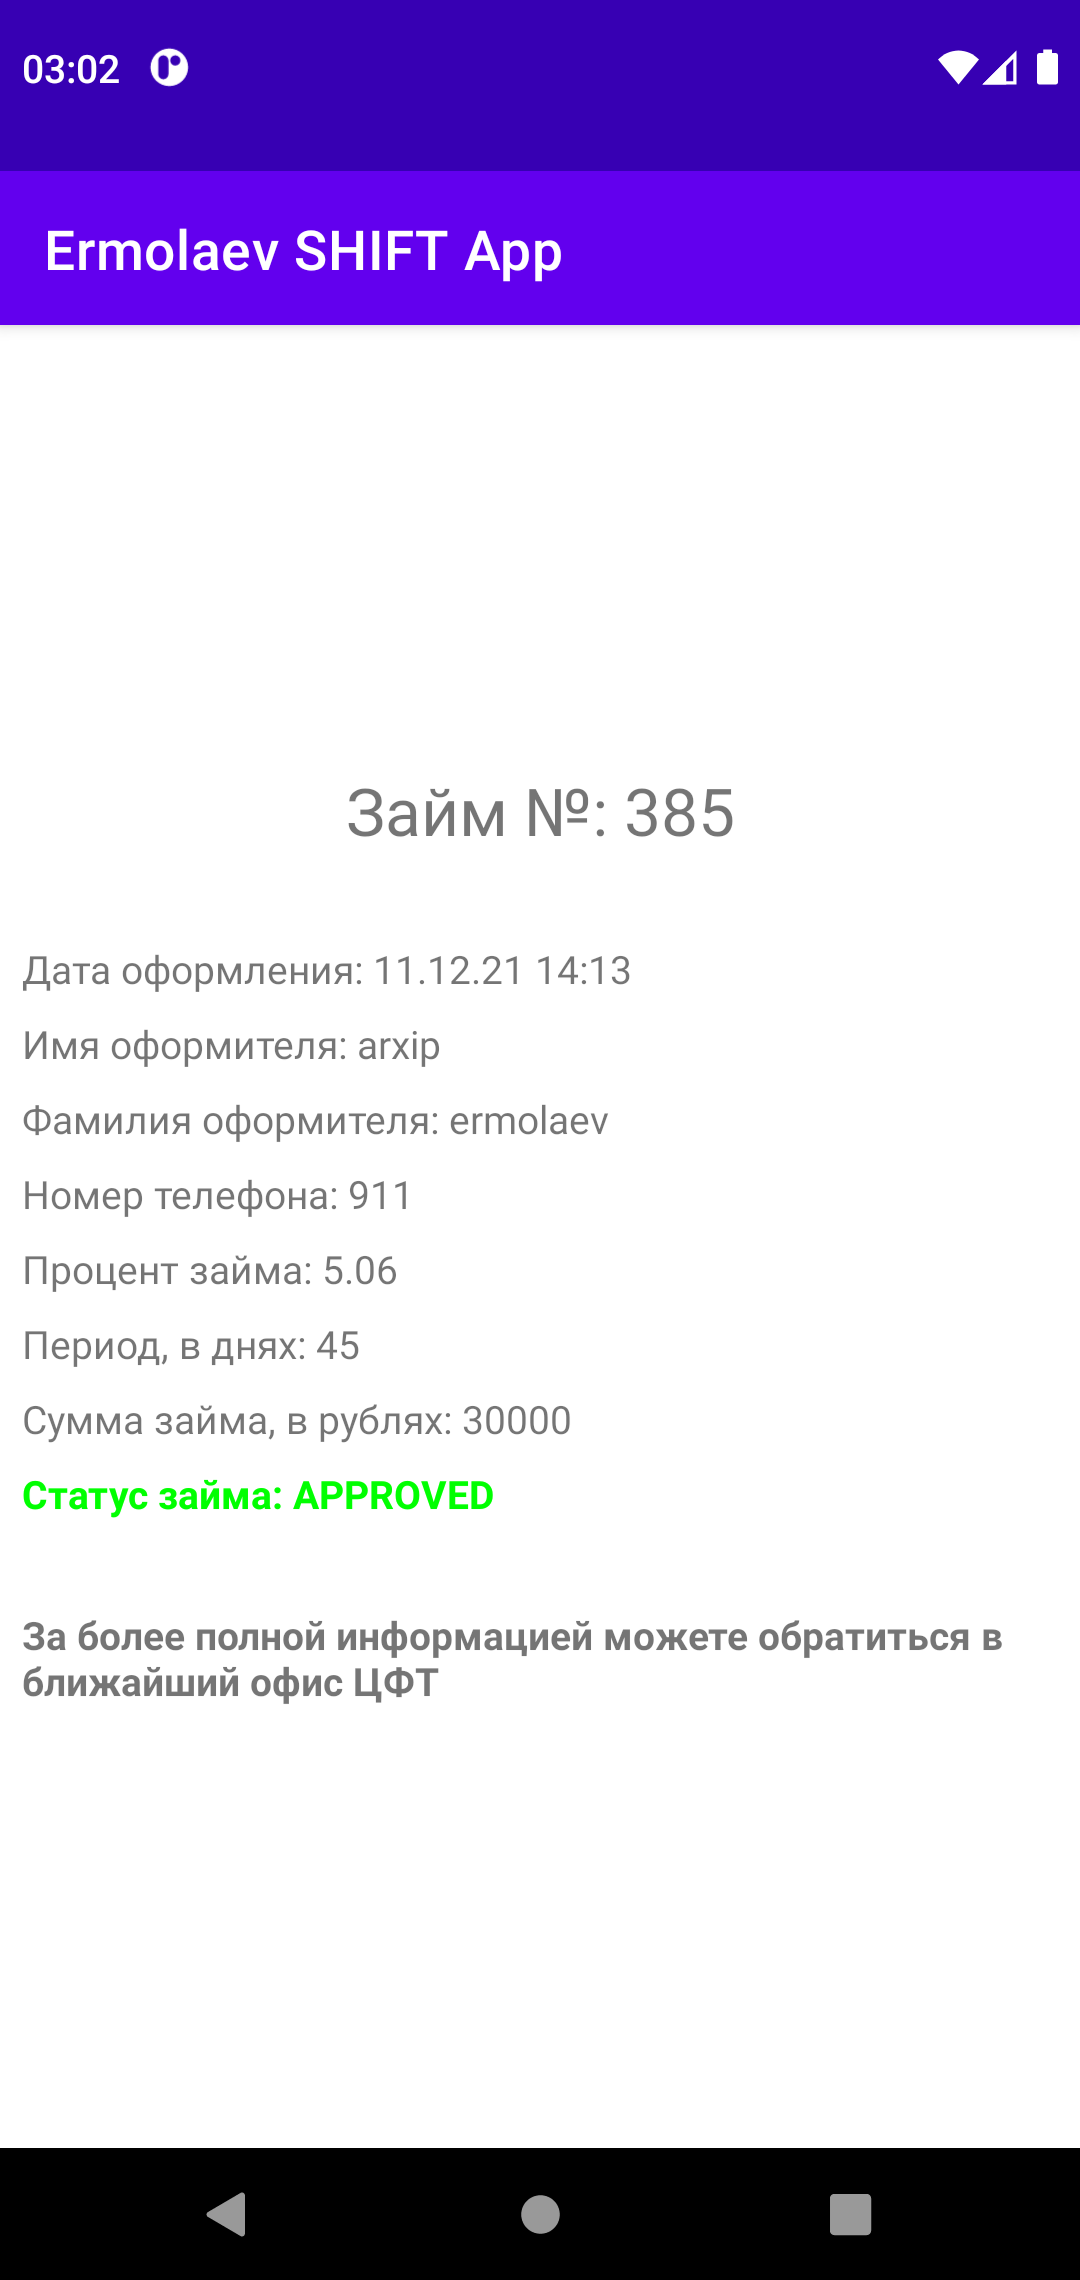 03:02
Ermolaev SHIFT App
Займ №: 385
Дата оформления: 11.12.21 14:13
Имя оформителя: arxip
Фамилия оформителя: ermolaev
Номер телефона: 911
Процент займа: 5.06
Период, в днях: 45
Сумма займа, в рублях: 30000
Статус займа: APPROVED
За более полной информацией можете обратиться в
ближайший офис ЦФТ